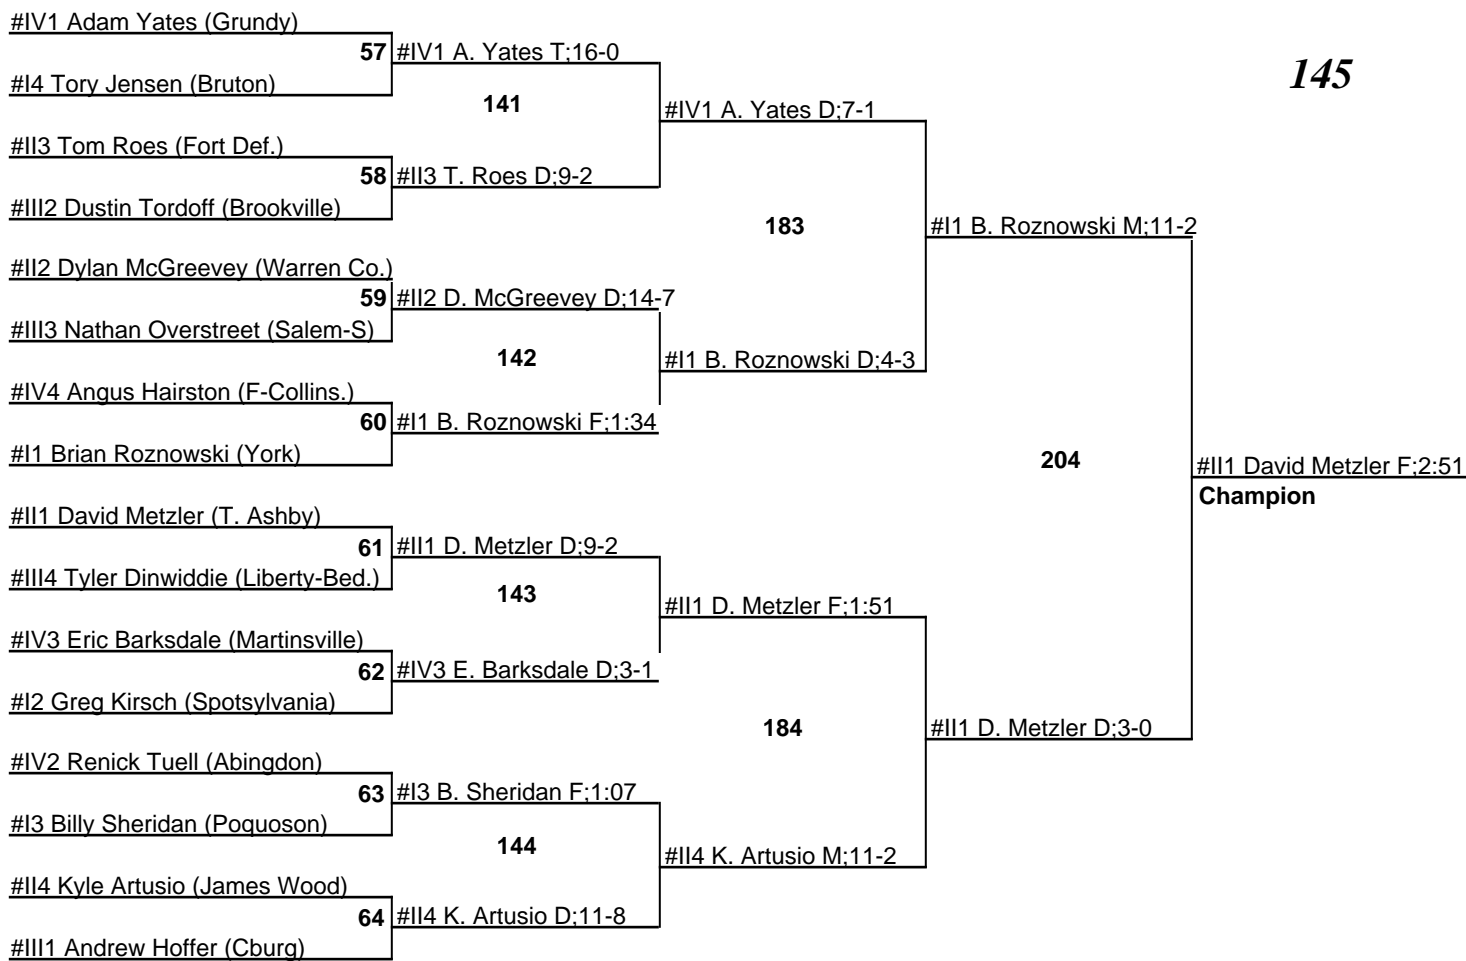 #IV1 Adam Yates (Grundy)
57 #IV1 A. Yates T;16-0
145
#I4 Tory Jensen (Bruton)
141
#IV1 A. Yates D;7-1
#II3 Tom Roes (Fort Def.)
58 #II3 T. Roes D;9-2
#III2 Dustin Tordoff (Brookville)
183
#I1 B. Roznowski M;11-2
#II2 Dylan McGreevey (Warren Co.)
59 #II2 D. McGreevey D;14-7
#III3 Nathan Overstreet (Salem-S)
142
#I1 B. Roznowski D;4-3
#IV4 Angus Hairston (F-Collins.)
60 #I1 B. Roznowski F;1:34
#I1 Brian Roznowski (York)
204
#II1 David Metzler F;2:51
Champion
#II1 David Metzler (T. Ashby)
61 #II1 D. Metzler D;9-2
#III4 Tyler Dinwiddie (Liberty-Bed.)
143
#II1 D. Metzler F;1:51
#IV3 Eric Barksdale (Martinsville)
62 #IV3 E. Barksdale D;3-1
#I2 Greg Kirsch (Spotsylvania)
184
#II1 D. Metzler D;3-0
#IV2 Renick Tuell (Abingdon)
63 #I3 B. Sheridan F;1:07
#I3 Billy Sheridan (Poquoson)
144
#II4 K. Artusio M;11-2
#II4 Kyle Artusio (James Wood)
64 #II4 K. Artusio D;11-8
#III1 Andrew Hoffer (Cburg)